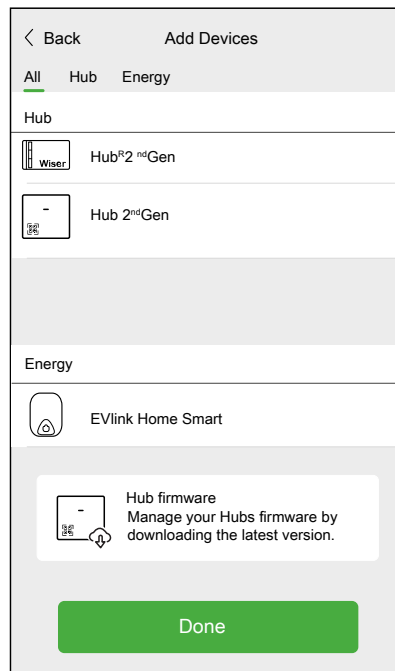 Back Add Devices
All Hub Energy
Hub
Wiser HubR2 ndGen
Hub 2ndGen
Energy
EVlink Home Smart
Hub firmware
Manage your Hubs firmware by
downloading the latest version.
Done